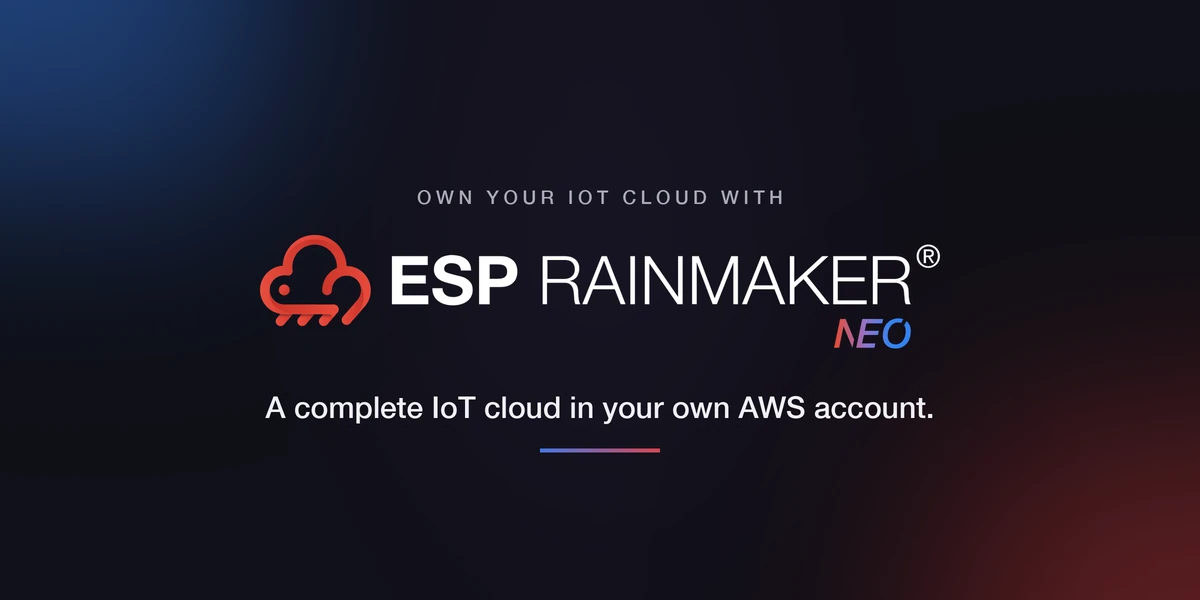 OWN YOUR IOT CLOUD WITH
ESP RAINMAKER®
NEO
A complete IoT cloud in your own AWS account.